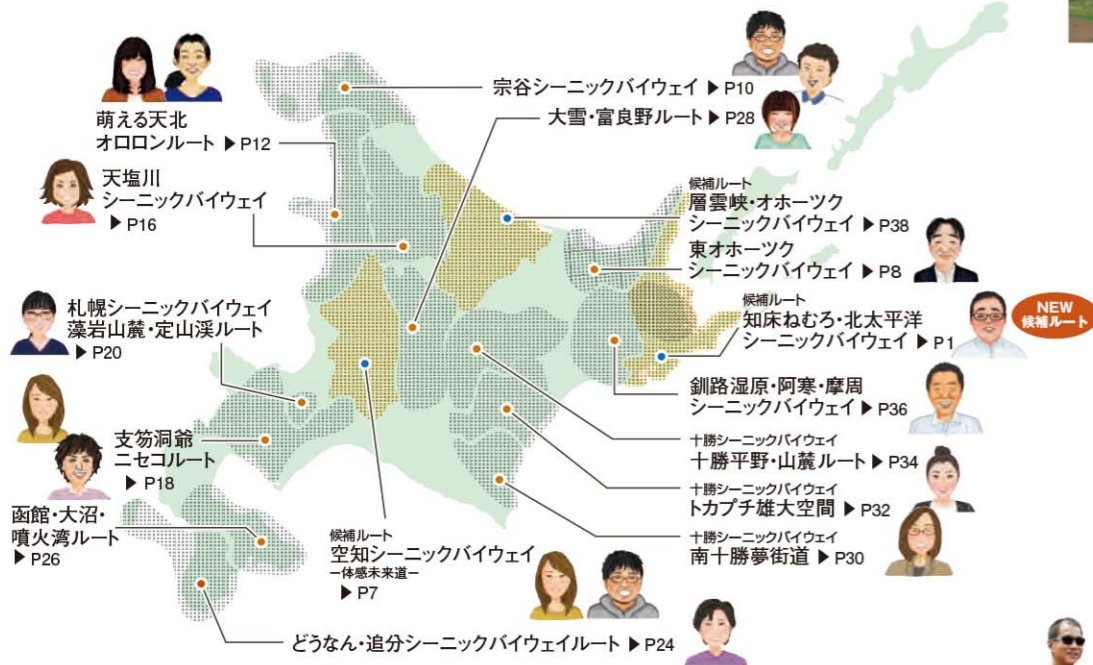 宗谷シーニックバイウェイ ▶ P10
大雪・富良野ルート ▶ P28
萌える天北
オロロンルート ▶ P12
天塩川
シーニックバイウェイ
▶ P16
候補ルート
層雲峡・オホーツク
シーニックバイウェイ ▶ P38
東オホーツク
シーニックバイウェイ ▶ P8
候補ルート
知床ねむろ・北太平洋
シーニックバイウェイ ▶ P1
NEW
候補ルート
札幌シーニックバイウェイ
藻岩山麓・定山渓ルート
▶ P20
釧路湿原・阿寒・摩周
シーニックバイウェイ ▶ P36
支笏洞爺
ニセコルート
▶ P18
十勝シーニックバイウェイ
十勝平野・山麓ルート ▶ P34
十勝シーニックバイウェイ
トカプチ雄大空間 ▶ P32
十勝シーニックバイウェイ
南十勝夢街道 ▶ P30
函館・大沼・
噴火湾ルート
▶ P26
候補ルート
空知シーニックバイウェイ
ー体感未来道ー
▶ P7
どうなん・追分シーニックバイウェイルート ▶ P24